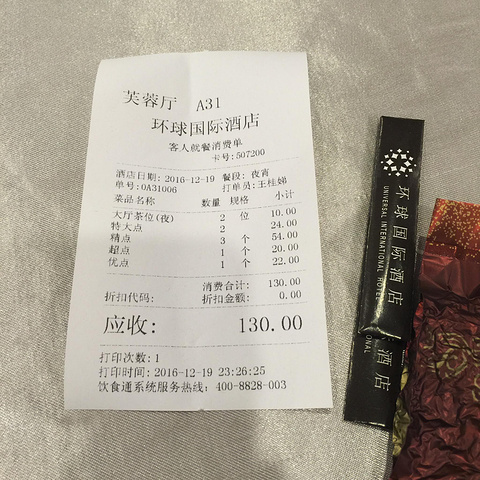 芙蓉厅 A31
环球国际酒店
客人就餐消费单
卡号:507200
酒店日期:2016-12-19 餐段:夜宵
单号:0A31006 打单员:王桂娣
菜品名称 数量 规格 小计
大厅茶位(夜) 2 位 10.00
特大点 2 24.00
精点 3 个 54.00
超点 1 个 20.00
优点 1 个 22.00
消费合计: 130.00
折扣代码: 折扣金额: 0.00
应收: 130.00
打印次数:1
打印时间:2016-12-19 23:26:25
饮食通系统服务热线: 400-8828-003
环球国际酒店
UNIVERSAL INTERNATIONAL HOTEL
酒店
ONAL